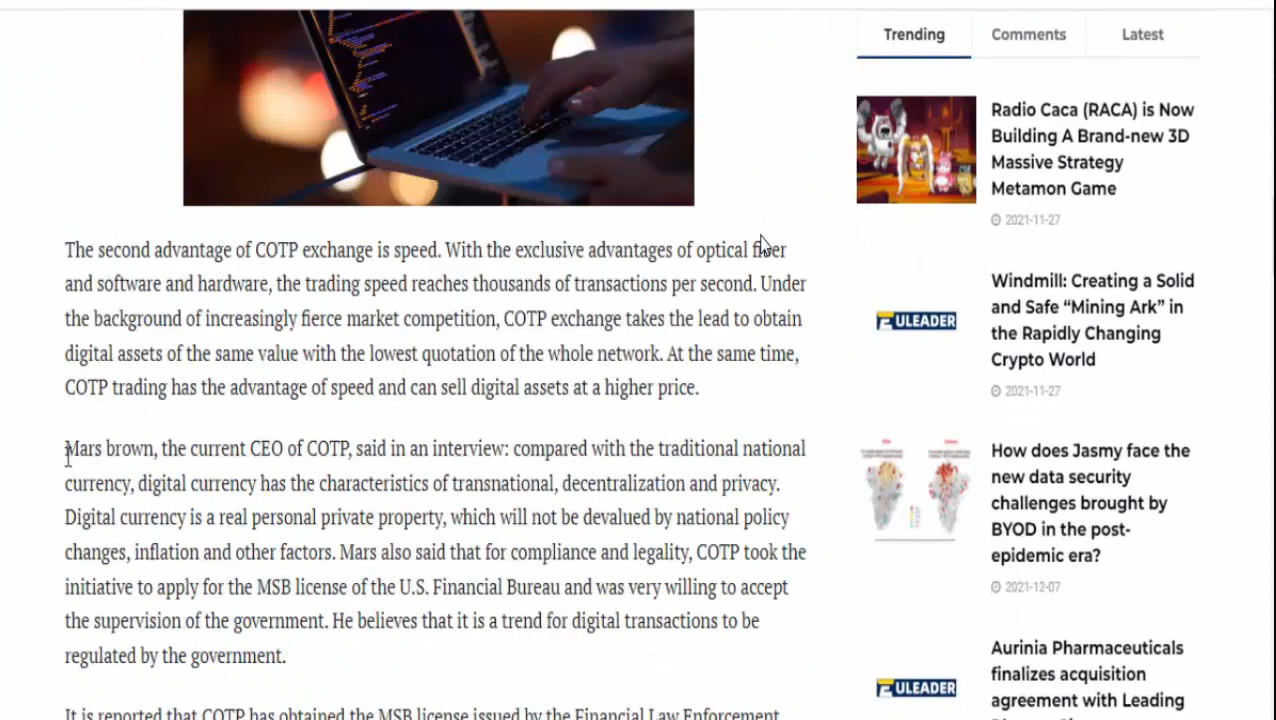 Trending
Comments
Latest
The second advantage of COTP exchange is speed. With the exclusive advantages of optical fiber
and software and hardware, the trading speed reaches thousands of transactions per second. Under
the background of increasingly fierce market competition, COTP exchange takes the lead to obtain
digital assets of the same value with the lowest quotation of the whole network. At the same time,
COTP trading has the advantage of speed and can sell digital assets at a higher price.
Mars brown, the current CEO of COTP, said in an interview: compared with the traditional national
currency, digital currency has the characteristics of transnational, decentralization and privacy.
Digital currency is a real personal private property, which will not be devalued by national policy
changes, inflation and other factors. Mars also said that for compliance and legality, COTP took the
initiative to apply for the MSB license of the U.S. Financial Bureau and was very willing to accept
the supervision of the government. He believes that it is a trend for digital transactions to be
regulated by the government.
It is reported that COTP has obtained the MSB license issued by the Financial Law Enforcement
Radio Caca (RACA) is Now
Building A Brand-new 3D
Massive Strategy
Metamon Game
2021-11-27
ULEADER
Windmill: Creating a Solid
and Safe “Mining Ark” in
the Rapidly Changing
Crypto World
2021-11-27
How does Jasmy face the
new data security
challenges brought by
BYOD in the post-
epidemic era?
2021-12-07
ULEADER
Aurinia Pharmaceuticals
finalizes acquisition
agreement with Leading